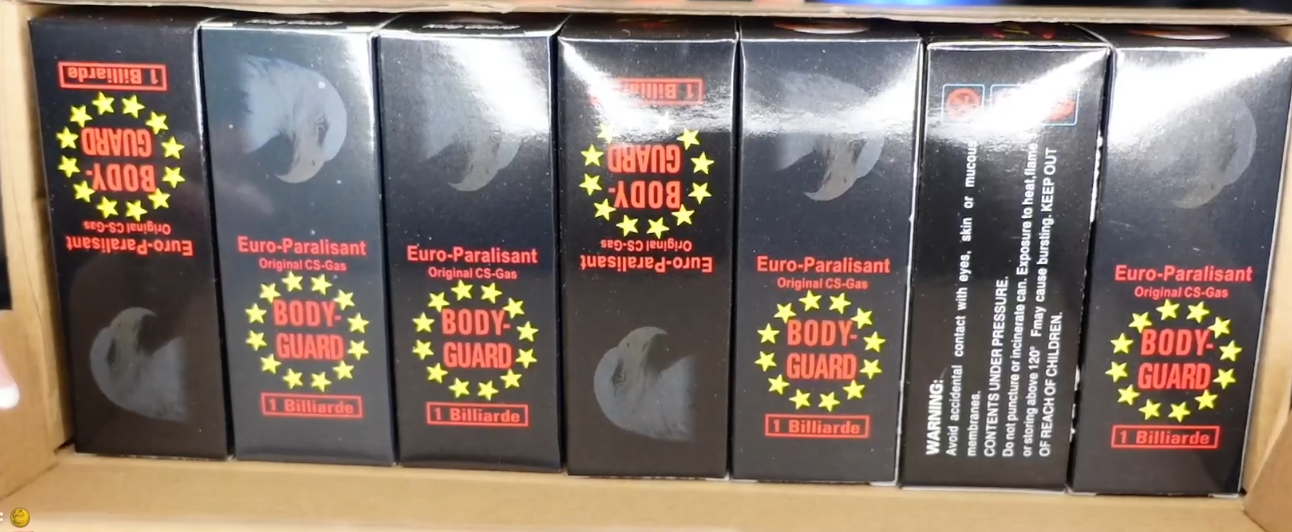 1 Billiarde
BODY-
GUARD
Original CS-Gas
Euro-Paralisant
Euro-Paralisant
Original CS-Gas
BODY-
GUARD
1 Billiarde
Euro-Paralisant
Original CS-Gas
BODY-
GUARD
1 Billiarde
Euro-Paralisant
Original CS-Gas
BODY-
GUARD
Euro-Paralisant
Original CS-Gas
BODY-
GUARD
1 Billiarde
WARNING:
Avoid accidental contact with eyes, skin or mucous
membranes.
CONTENTS UNDER PRESSURE.
Do not puncture or incinerate can. Exposure to heat,flame
or storing above 120° Fmay cause bursting. KEEP OUT
OF REACH OF CHILDREN.
Euro-Paralisant
Original CS-Gas
BODY-
GUARD
1 Billiarde